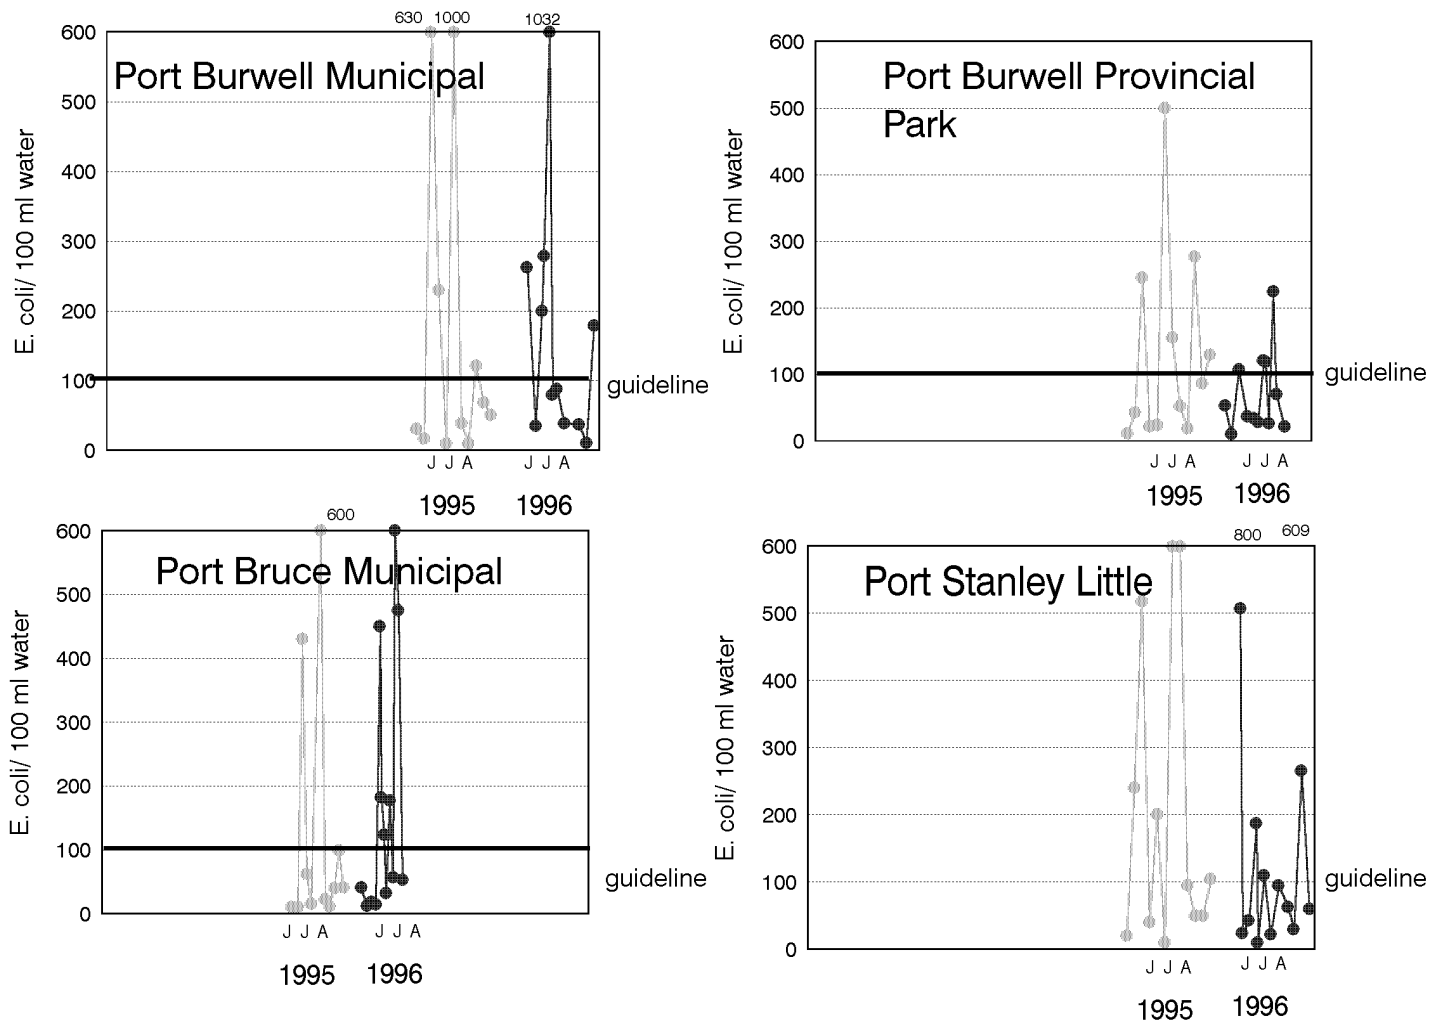 630 1000 1032
600
500
400
300
200
100
0
E. coli/ 100 ml water
Port Burwell Municipal
guideline
J J A J J A
1995 1996
600
500
400
300
200
100
0
E. coli/ 100 ml water
Port Burwell Provincial
Park
guideline
J J A J J A
1995 1996
600
600
500
400
300
200
100
0
E. coli/ 100 ml water
Port Bruce Municipal
guideline
J J A J J A
1995 1996
800 609
600
500
400
300
200
100
0
E. coli/ 100 ml water
Port Stanley Little
guideline
J J A J J A
1995 1996